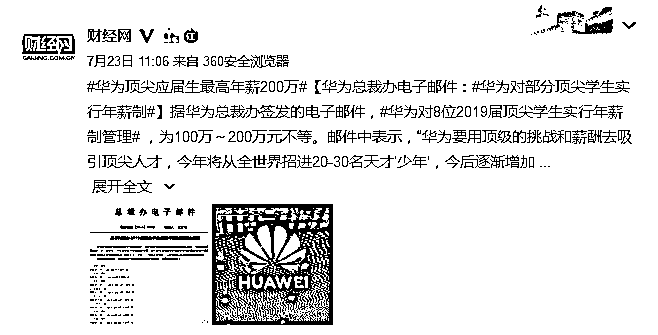 财经网
CAIJING.COM.CN
财经网
7月23日 11:06 来自 360安全浏览器
#华为顶尖应届生最高年薪200万#【华为总裁办电子邮件：#华为对部分顶尖学生实
行年薪制#】据华为总裁办签发的电子邮件，#华为对8位2019届顶尖学生实行年薪
制管理# ，为100万～200万元不等。邮件中表示，“华为要用顶级的挑战和薪酬去吸
引顶尖人才，今年将从全世界招进20-30名天才‘少年’，今后逐渐增加 ...
展开全文
总裁办电子邮件
HUAWEI